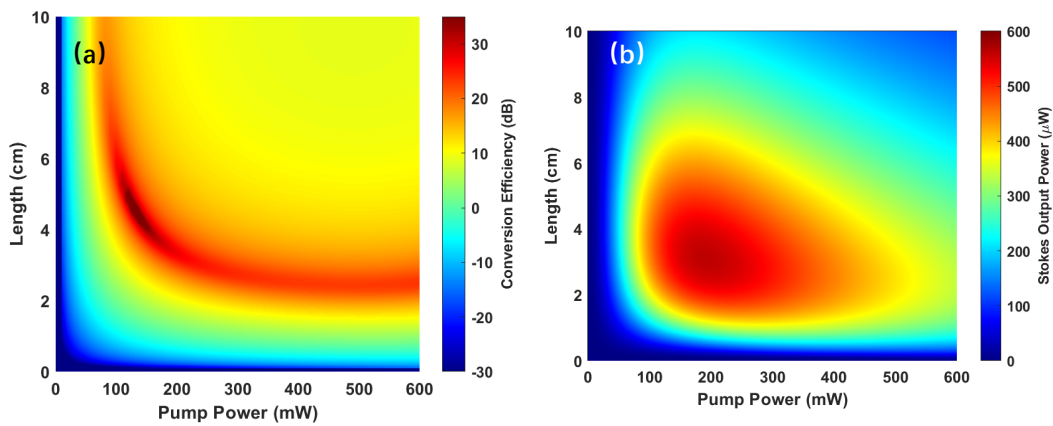 (a)
10
8
6
4
2
0
Length (cm)
0 100 200 300 400 500 600
Pump Power (mW)
30
20
10
0
-10
-20
-30
Conversion Efficiency (dB)
(b)
10
8
6
4
2
0
Length (cm)
0 100 200 300 400 500 600
Pump Power (mW)
600
500
400
300
200
100
0
Stokes Output Power (μW)